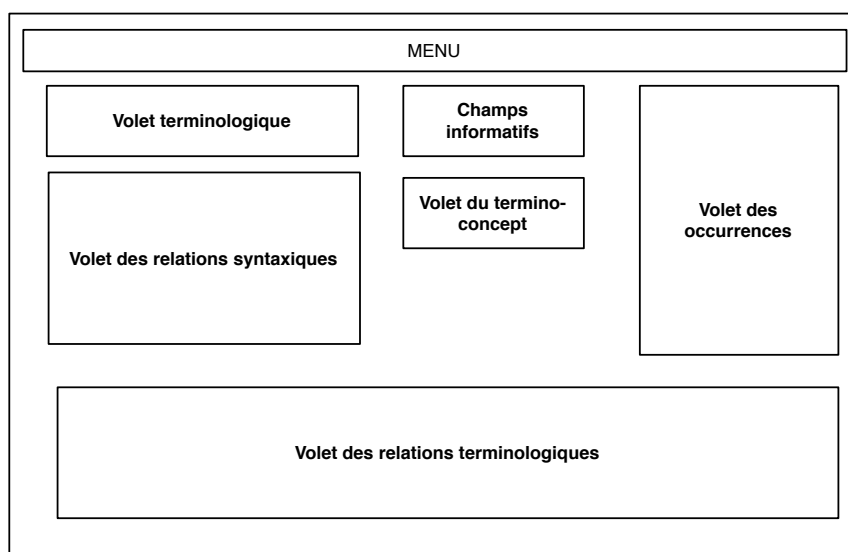 MENU
Volet terminologique
Champs
informatifs
Volet du termino-
concept
Volet des
occurrences
Volet des relations syntaxiques
Volet des relations terminologiques